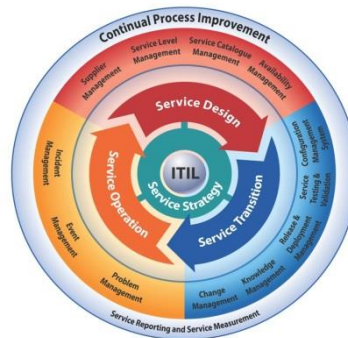 Continual Process Improvement
Supplier
Management
Service Level
Management
Service Catalogue
Management
Availability
Management
Service Design
Configuration
Management
System
Service
Testing &
Validation
Release &
Deployment
Management
Knowledge
Management
Change
Management
Service Transition
Problem
Management
Event
Management
Incident
Management
Service Operation
ITIL
Service Strategy
Service Reporting and Service Measurement